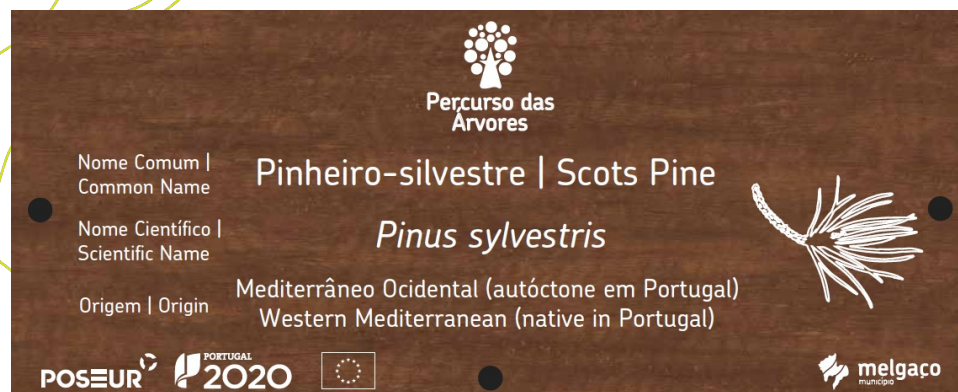 Percurso das
Árvores
Nome Comum |
Common Name
Pinheiro-silvestre | Scots Pine
Nome Científico |
Scientific Name
Pinus sylvestris
Origem | Origin
Mediterrâneo Ocidental (autóctone em Portugal)
Western Mediterranean (native in Portugal)
POSEUR
PORTUGAL
2020
melgaço
município